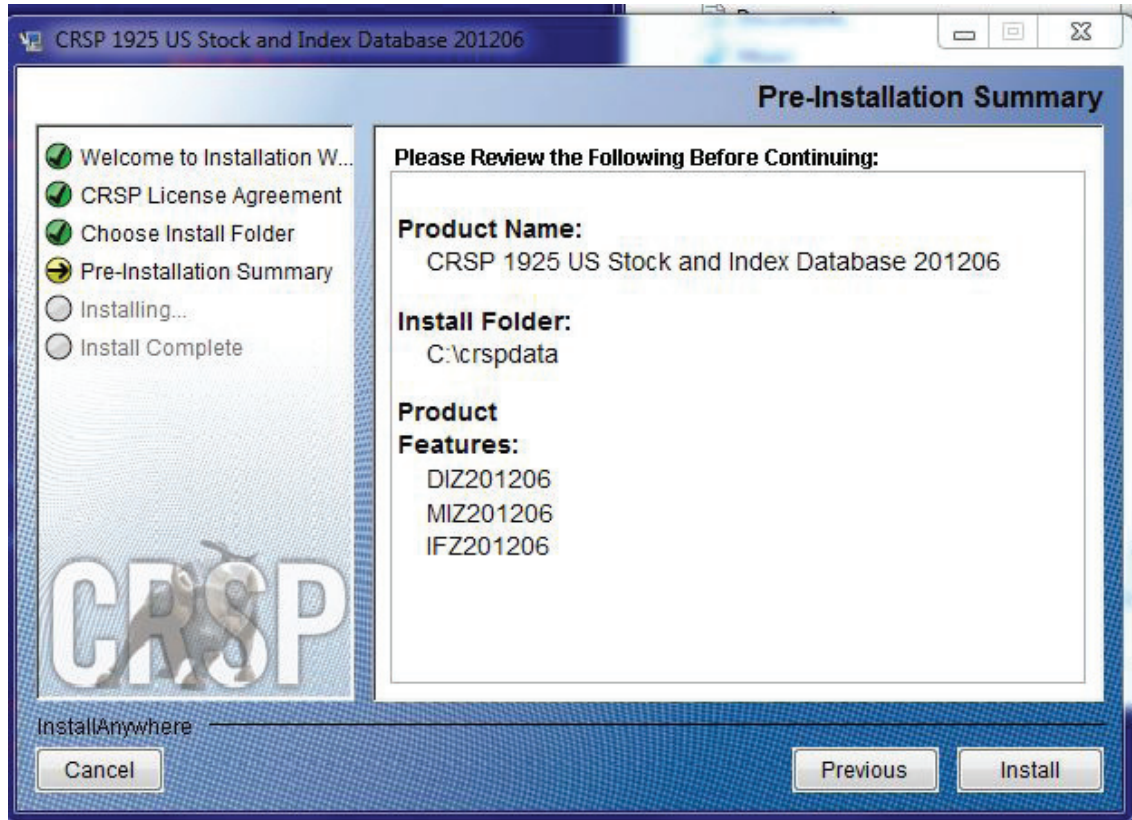 CRSP 1925 US Stock and Index Database 201206
Pre-Installation Summary
Welcome to Installation W...
CRSP License Agreement
Choose Install Folder
Pre-Installation Summary
Installing...
Install Complete
CRSP
Please Review the Following Before Continuing:
Product Name:
CRSP 1925 US Stock and Index Database 201206
Install Folder:
C:\crspdata
Product
Features:
DIZ201206
MIZ201206
IFZ201206
InstallAnywhere
Cancel
Previous
Install